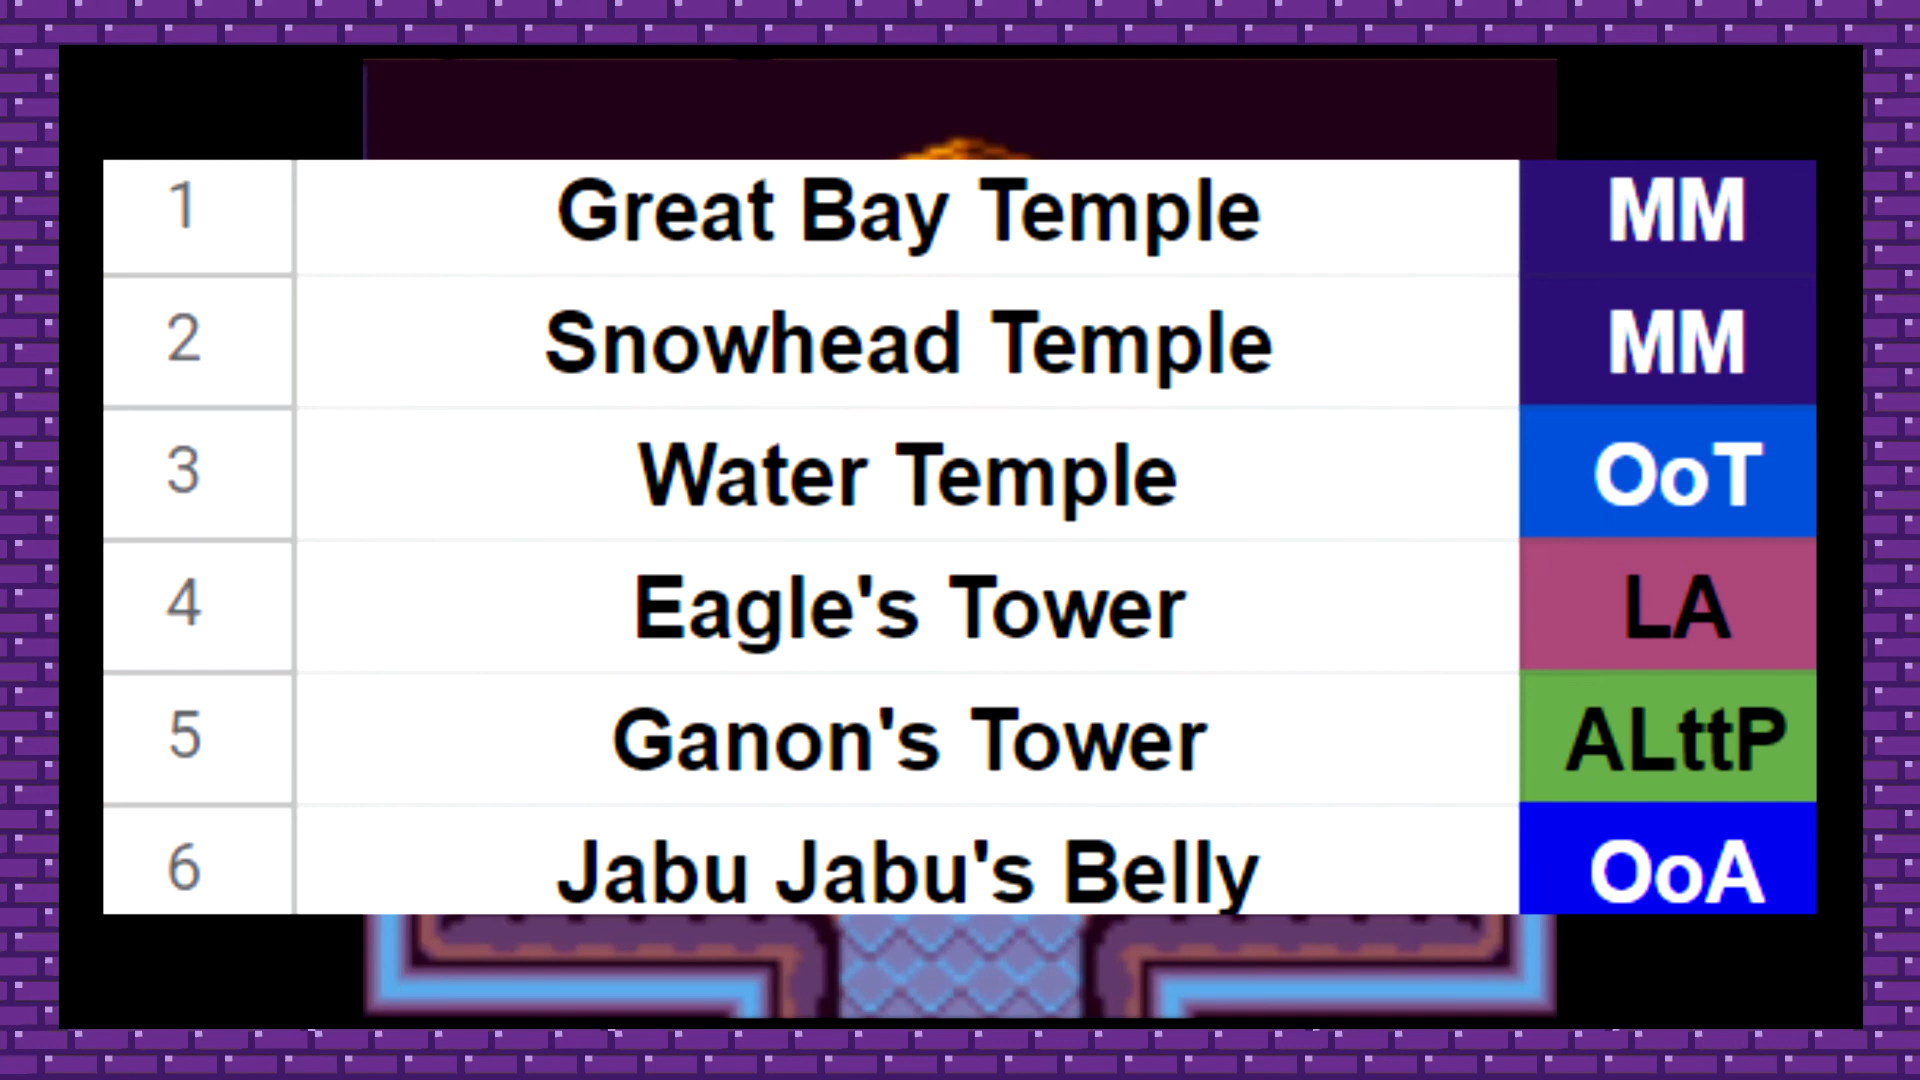 1 Great Bay Temple MM
2 Snowhead Temple MM
3 Water Temple OoT
4 Eagle's Tower LA
5 Ganon's Tower ALttP
6 Jabu Jabu's Belly OoA